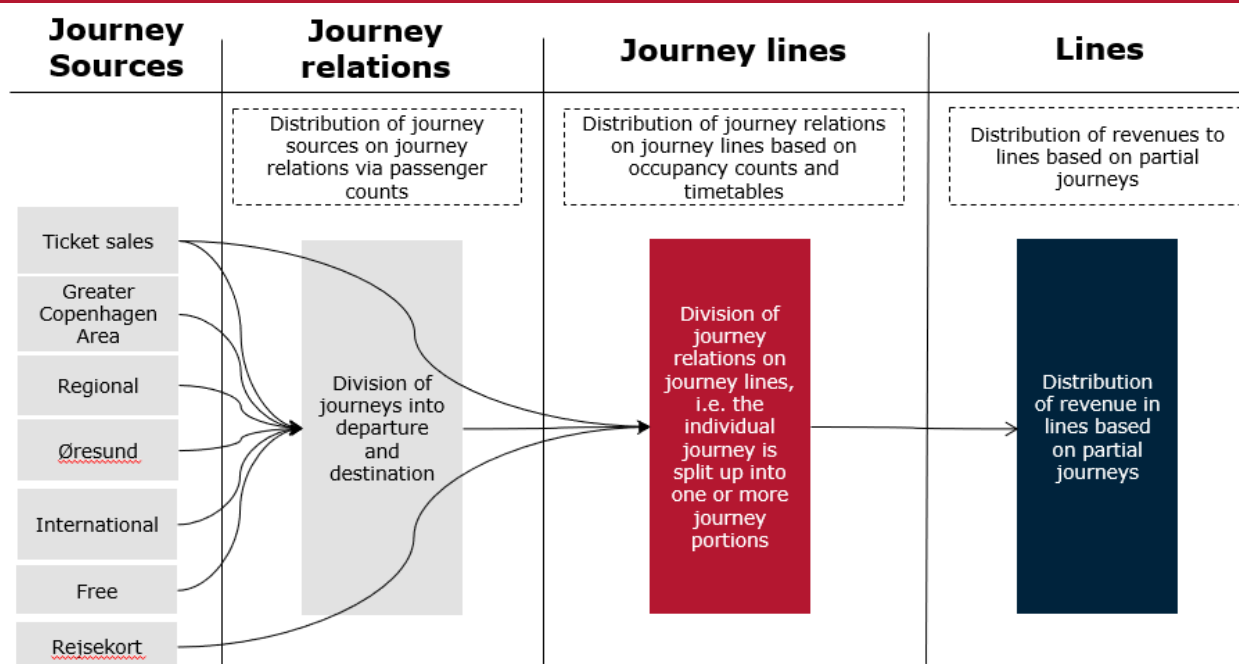 Journey
Sources
Journey
relations
Journey lines
Lines
Distribution of journey
sources on journey
relations via passenger
counts
Distribution of journey relations
on journey lines based on
occupancy counts and
timetables
Distribution of revenues to
lines based on partial
journeys
Ticket sales
Greater
Copenhagen
Area
Regional
Øresund
International
Free
Rejsekort
Division of
journeys into
departure
and
destination
Division of
journey
relations on
journey lines,
i.e. the
individual
journey is
split up into
one or more
journey
portions
Distribution
of revenue in
lines based
on partial
journeys